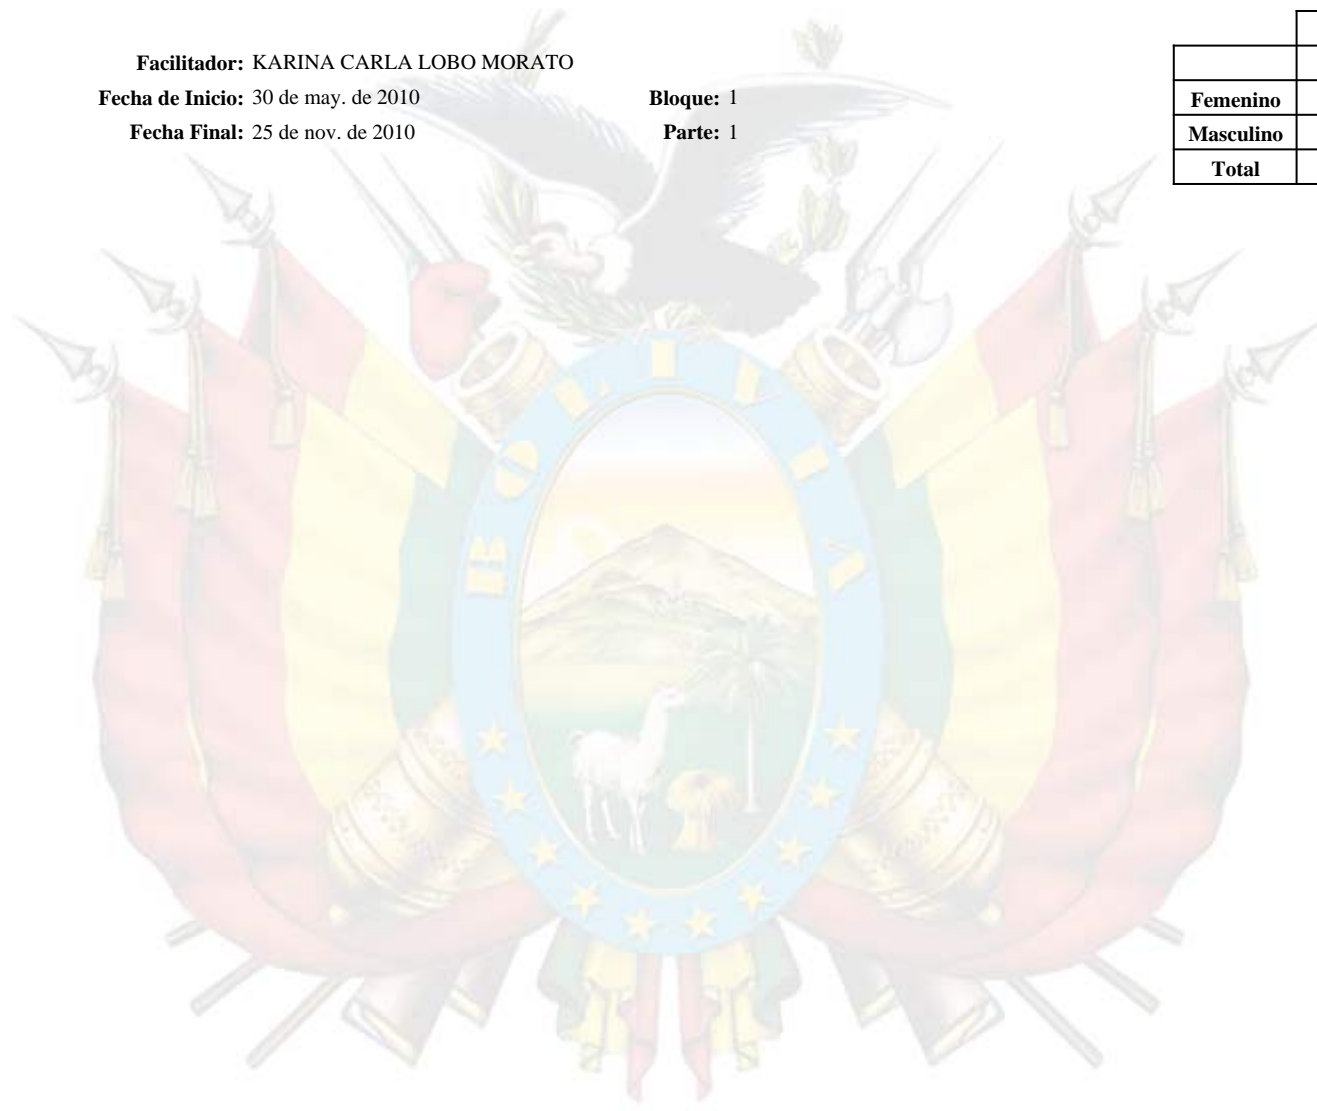 Facilitador: KARINA CARLA LOBO MORATO
Fecha de Inicio: 30 de may. de 2010 Bloque: 1
Fecha Final: 25 de nov. de 2010 Parte: 1
Femenino
Masculino
Total
BOLIVIA